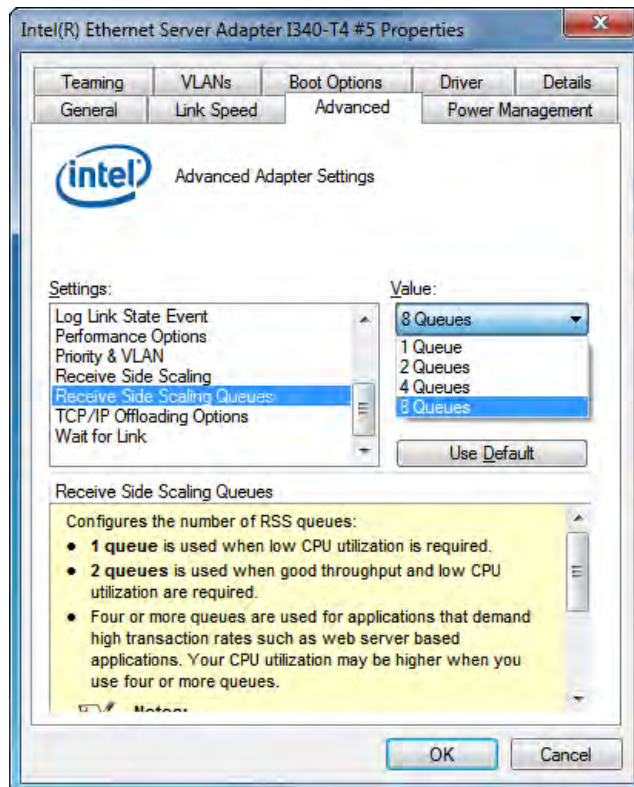 Intel(R) Ethernet Server Adapter I340-T4 #5 Properties
Teaming VLANs Boot Options Driver Details
General Link Speed Advanced Power Management
intel
Advanced Adapter Settings
Settings:
Value:
Log Link State Event
Performance Options
Priority & VLAN
Receive Side Scaling
Receive Side Scaling Queues
TCP/IP Offloading Options
Wait for Link
8 Queues
1 Queue
2 Queues
4 Queues
8 Queues
Use Default
Receive Side Scaling Queues
Configures the number of RSS queues:
• 1 queue is used when low CPU utilization is required.
• 2 queues is used when good throughput and low CPU
utilization are required.
• Four or more queues are used for applications that demand
high transaction rates such as web server based
applications. Your CPU utilization may be higher when you
use four or more queues.
Notes:
OK Cancel